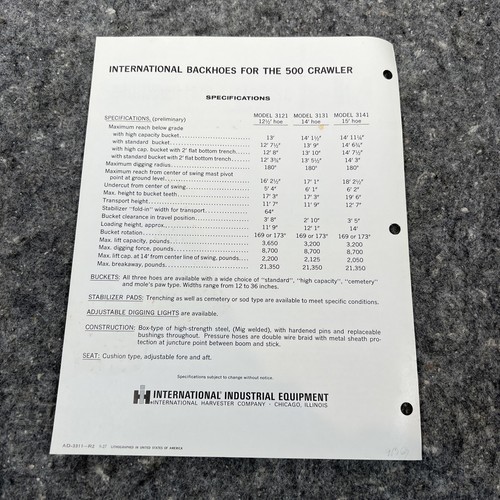 INTERNATIONAL BACKHOES FOR THE 500 CRAWLER
SPECIFICATIONS
MODEL 3121 MODEL 3131 MODEL 3141
SPECIFICATIONS, (preliminary) 12½' hoe 14' hoe 15' hoe
Maximum reach below grade
with high capacity bucket 13' 14' 1½" 14' 11¼"
with standard bucket 12' 7½" 13' 9" 14' 6¾"
with high cap. bucket with 2' flat bottom trench 12' 8" 13' 10" 14' 7½"
with standard bucket with 2' flat bottom trench 12' 3¾" 13' 5½" 14' 3"
Maximum digging radius 180° 180° 180°
Maximum reach from center of swing mast pivot
point at ground level 16' 2½" 17' 1" 18' 2½"
Undercut from center of swing 5' 4" 6' 1" 6' 2"
Max. height to bucket teeth 17' 3" 17' 3" 19' 6"
Transport height 11' 7" 11' 9" 12' 7"
Stabilizer "fold-in" width for transport 64"
Bucket clearance in travel position 3' 8" 2' 10" 3' 5"
Loading height, approx. 11' 9" 12' 1" 14'
Bucket rotation 169 or 173° 169 or 173° 169 or 173°
Max. lift capacity, pounds 3,650 3,200 3,200
Max. digging force, pounds 8,700 8,700 8,700
Max. lift cap. at 14' from center line of swing, pounds 2,200 2,125 2,050
Max. breakaway, pounds 21,350 21,350 21,350
BUCKETS: All three hoes are available with a wide choice of "standard", "high capacity", "cemetery"
and mole's paw type. Widths range from 12 to 36 inches.
STABILIZER PADS: Trenching as well as cemetery or sod type are available to meet specific conditions.
ADJUSTABLE DIGGING LIGHTS are available.
CONSTRUCTION: Box-type of high-strength steel, (Mig welded), with hardened pins and replaceable
bushings throughout. Pressure hoses are double wire braid with metal sheath pro-
tection at juncture point between boom and stick.
SEAT: Cushion type, adjustable fore and aft.
Specifications subject to change without notice.
IH INTERNATIONAL® INDUSTRIAL EQUIPMENT
INTERNATIONAL HARVESTER COMPANY - CHICAGO, ILLINOIS
LITHOGRAPHED IN UNITED STATES OF AMERICA